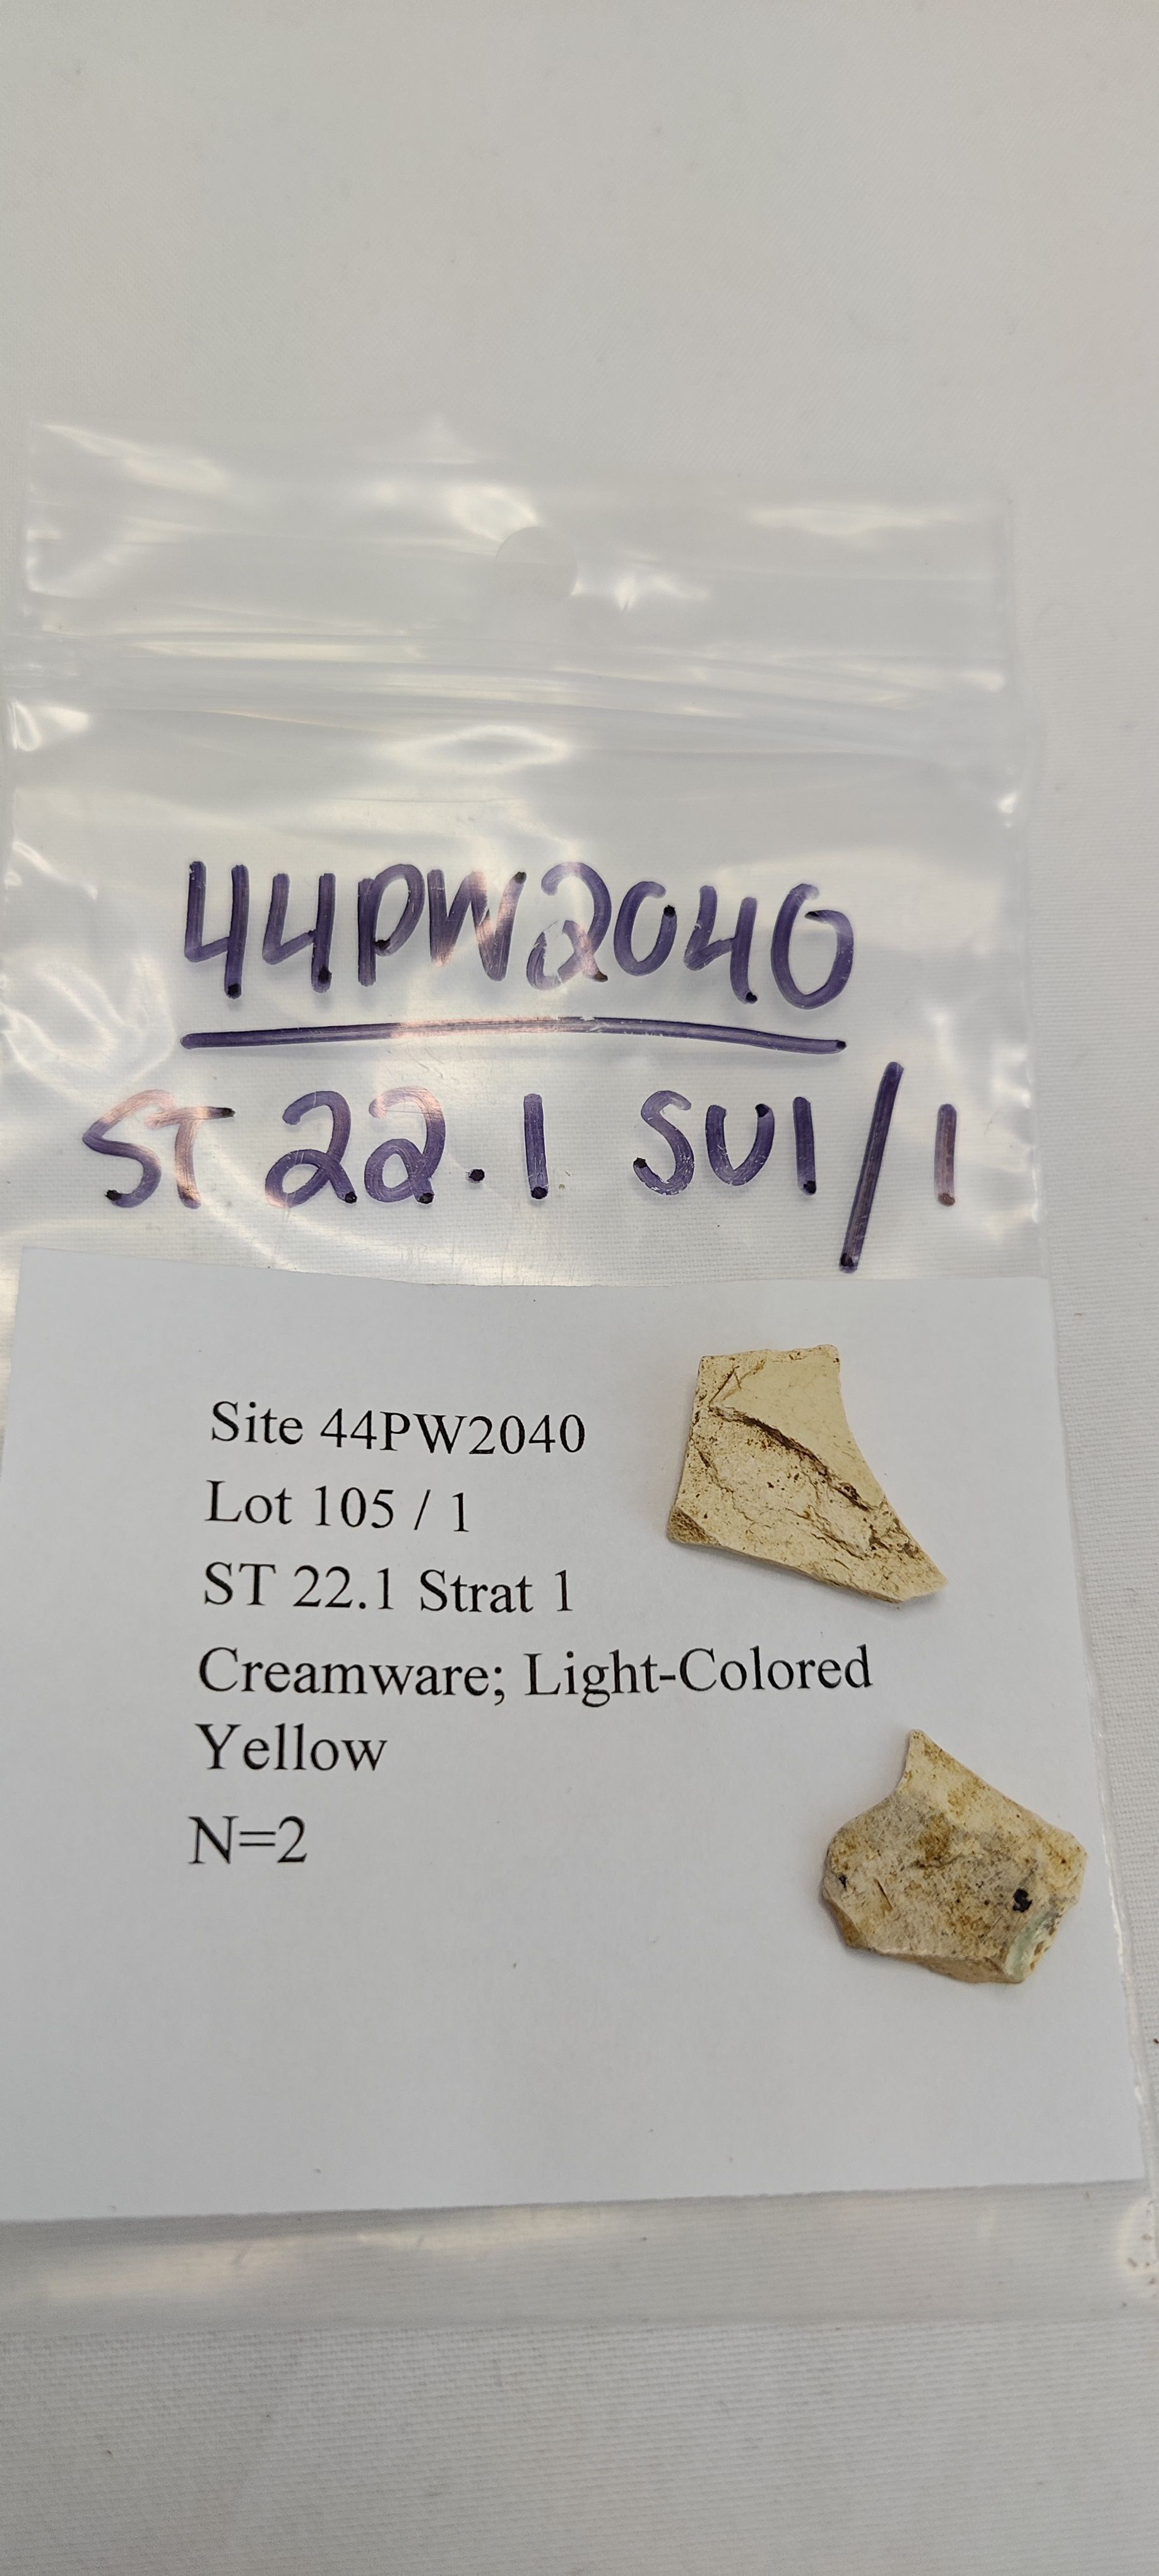 44PW2040
ST 22.1 SU1/1
Site 44PW2040
Lot 105 / 1
ST 22.1 Strat 1
Creamware; Light-Colored
Yellow
N=2